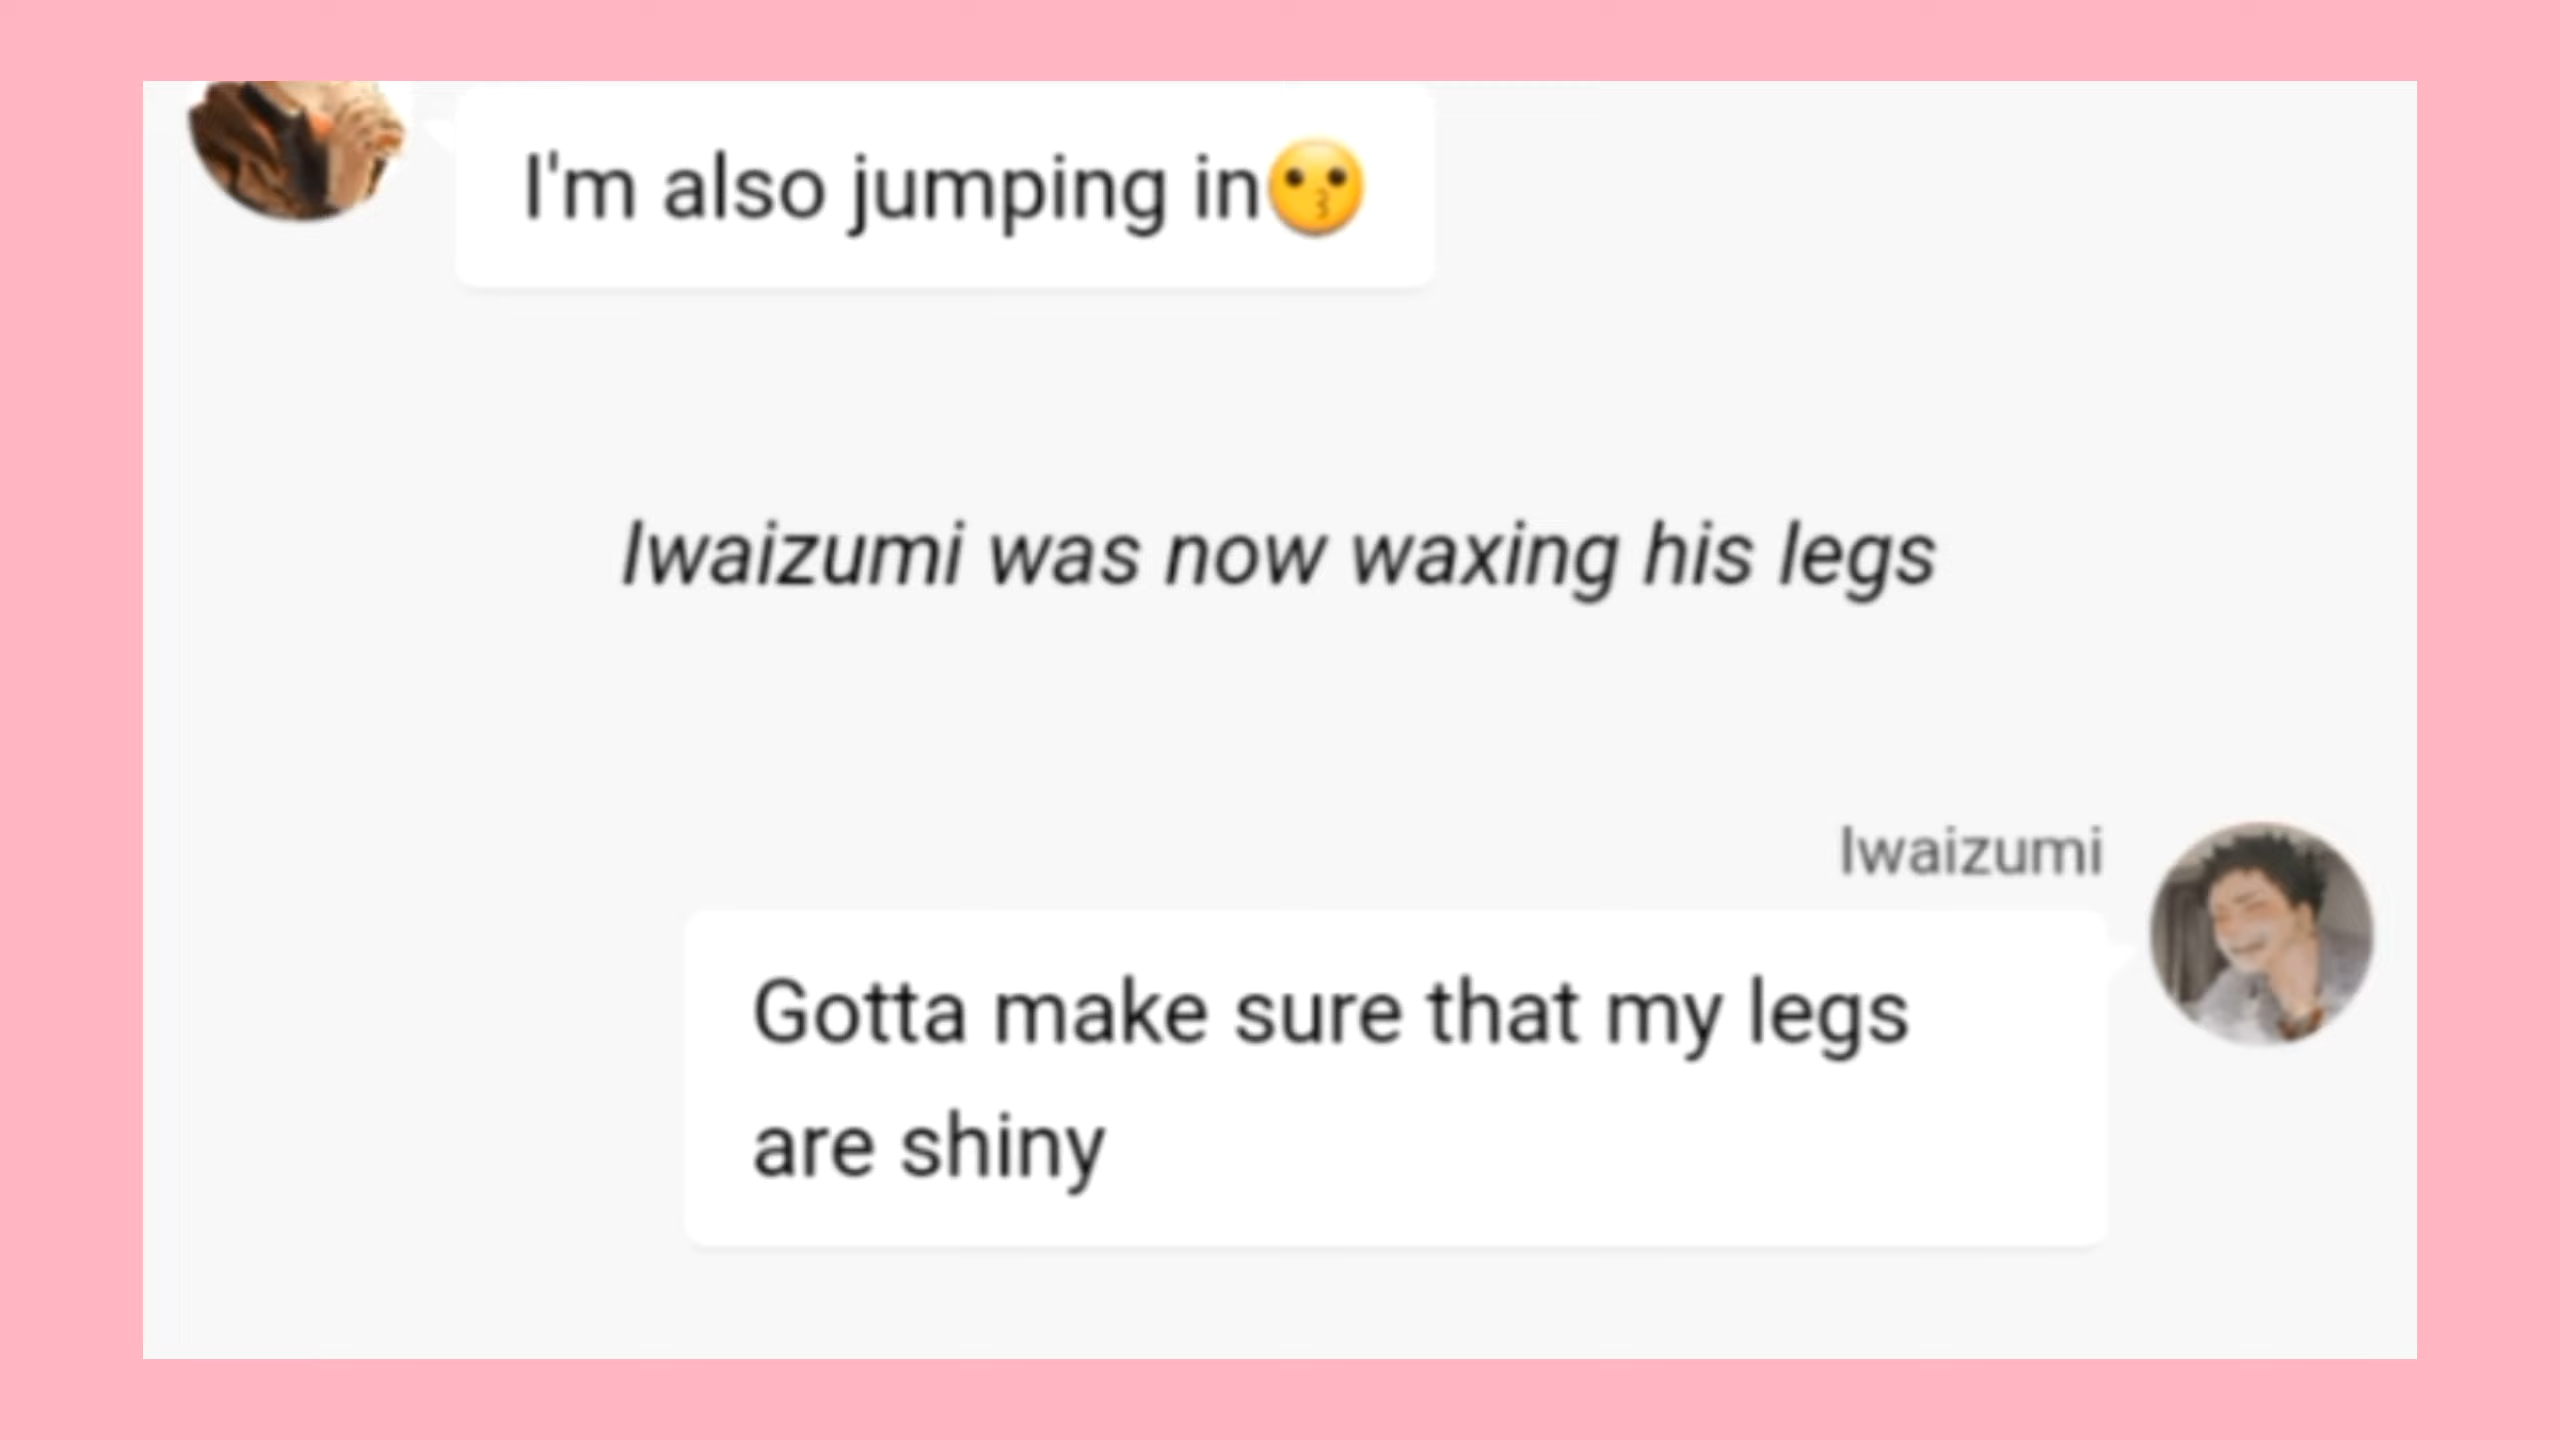 I'm also jumping in😗
Iwaizumi was now waxing his legs
Iwaizumi
Gotta make sure that my legs
are shiny